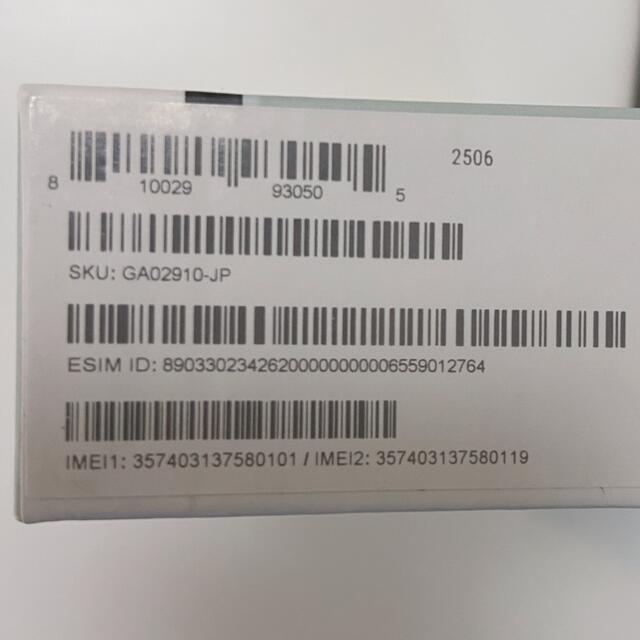 2506
8 10029 93050 5
SKU: GA02910-JP
ESIM ID: 89033023426200000000006559012764
IMEI1: 357403137580101 / IMEI2: 357403137580119